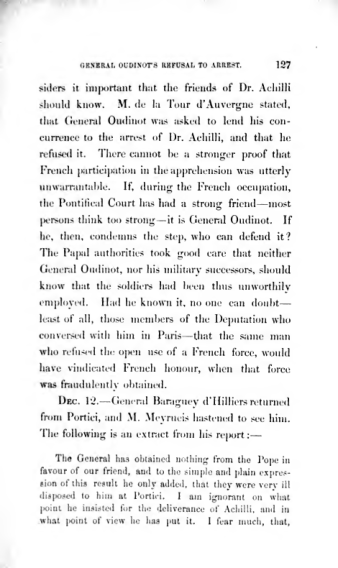 GENERAL OUDINOT'S REFUSAL TO ARREST. 127
siders it important that the friends of Dr. Achilli
should know. M. de la Tour d'Auvergne stated,
that General Oudinot was asked to lend his con-
currence to the arrest of Dr. Achilli, and that he
refused it. There cannot be a stronger proof that
French participation in the apprehension was utterly
unwarrantable. If, during the French occupation,
the Pontifical Court has had a strong friend—most
persons think too strong—it is General Oudinot. If
he, then, condemns the step, who can defend it?
The Papal authorities took good care that neither
General Oudinot, nor his military successors, should
know that the soldiers had been thus unworthily
employed. Had he known it, no one can doubt—
least of all, those members of the Deputation who
conversed with him in Paris—that the same man
who refused the open use of a French force, would
have vindicated French honour, when that force
was fraudulently obtained.
DEC. 12.—General Baraguey d'Hilliers returned
from Portici, and M. Meyrueis hastened to see him.
The following is an extract from his report:—
The General has obtained nothing from the Pope in
favour of our friend, and to the simple and plain expres-
sion of this result he only added, that they were very ill
disposed to him at Portici. I am ignorant on what
point he insisted for the deliverance of Achilli, and in
what point of view he has put it. I fear much, that,